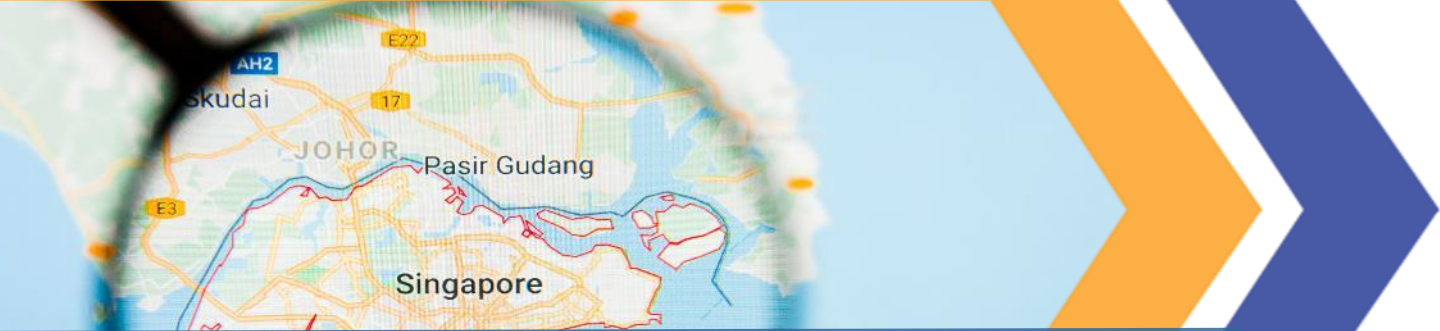 E22
AH2
Skudai
17
JOHOR
Pasir Gudang
E3
Singapore